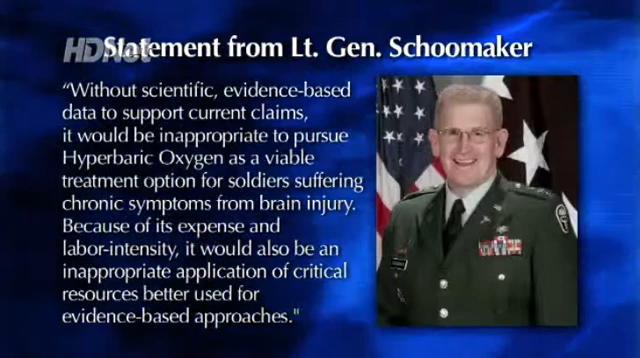 HDNet
Statement from Lt. Gen. Schoomaker
“Without scientific, evidence-based
data to support current claims,
it would be inappropriate to pursue
Hyperbaric Oxygen as a viable
treatment option for soldiers suffering
chronic symptoms from brain injury.
Because of its expense and
labor-intensity, it would also be an
inappropriate application of critical
resources better used for
evidence-based approaches."